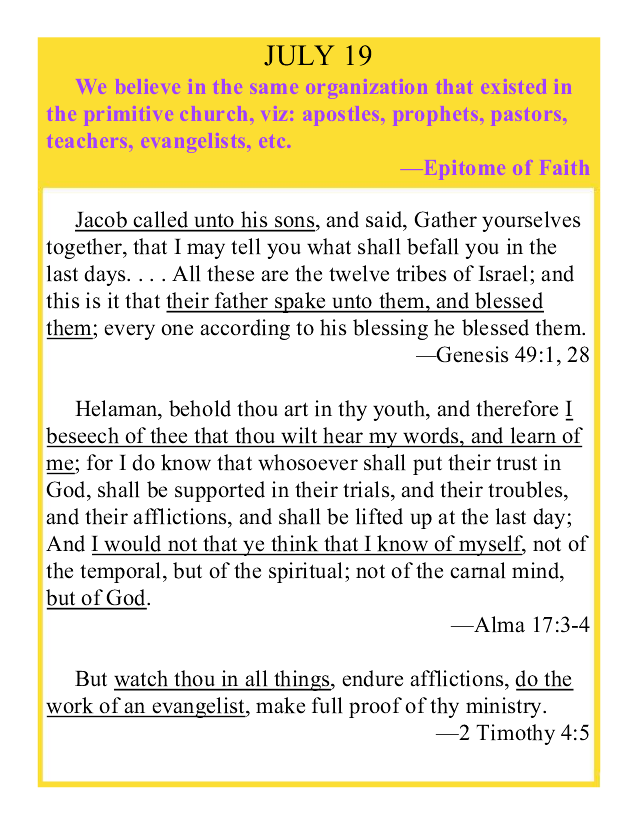 JULY 19
We believe in the same organization that existed in
the primitive church, viz: apostles, prophets, pastors,
teachers, evangelists, etc.
—Epitome of Faith
Jacob called unto his sons, and said, Gather yourselves
together, that I may tell you what shall befall you in the
last days. . . . All these are the twelve tribes of Israel; and
this is it that their father spake unto them, and blessed
them; every one according to his blessing he blessed them.
—Genesis 49:1, 28
Helaman, behold thou art in thy youth, and therefore I
beseech of thee that thou wilt hear my words, and learn of
me; for I do know that whosoever shall put their trust in
God, shall be supported in their trials, and their troubles,
and their afflictions, and shall be lifted up at the last day;
And I would not that ye think that I know of myself, not of
the temporal, but of the spiritual; not of the carnal mind,
but of God.
—Alma 17:3-4
But watch thou in all things, endure afflictions, do the
work of an evangelist, make full proof of thy ministry.
—2 Timothy 4:5